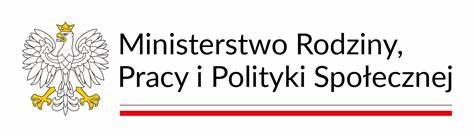 Ministerstwo Rodziny,
Pracy i Polityki Społecznej